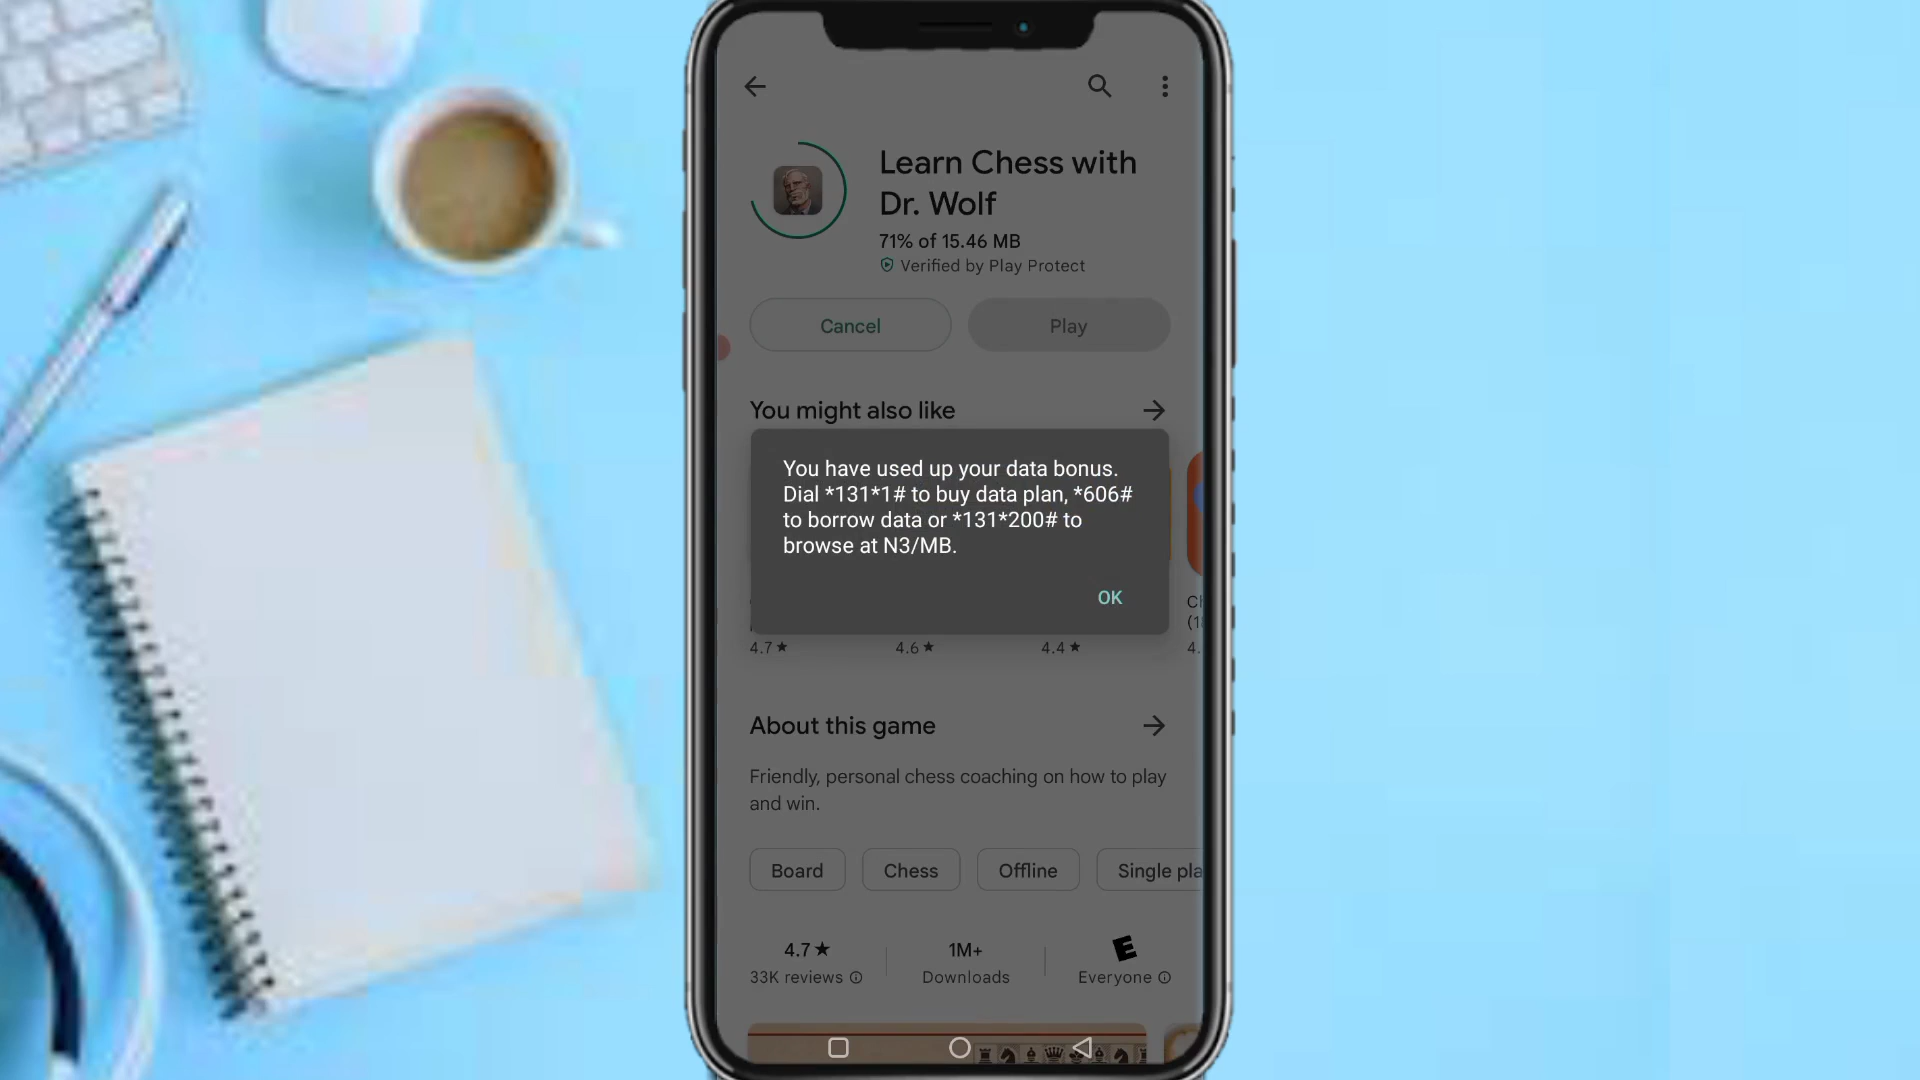 Learn Chess with
Dr. Wolf
71% of 15.46 MB
Verified by Play Protect
Cancel
Play
You might also like
You have used up your data bonus.
Dial *131*1# to buy data plan, *606#
to borrow data or *131*200# to
browse at N3/MB.
OK
4.7★
4.6★
4.4★
4.
About this game
Friendly, personal chess coaching on how to play
and win.
Board
Chess
Offline
Single pla
4.7★
1M+
E
33K reviews
Downloads
Everyone